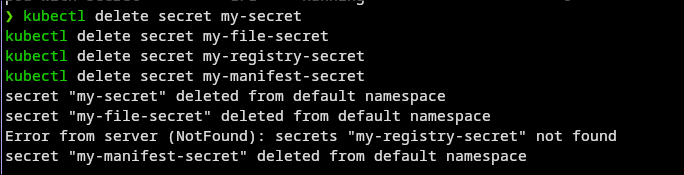 ❯ kubectl delete secret my-secret
kubectl delete secret my-file-secret
kubectl delete secret my-registry-secret
kubectl delete secret my-manifest-secret
secret "my-secret" deleted from default namespace
secret "my-file-secret" deleted from default namespace
Error from server (NotFound): secrets "my-registry-secret" not found
secret "my-manifest-secret" deleted from default namespace